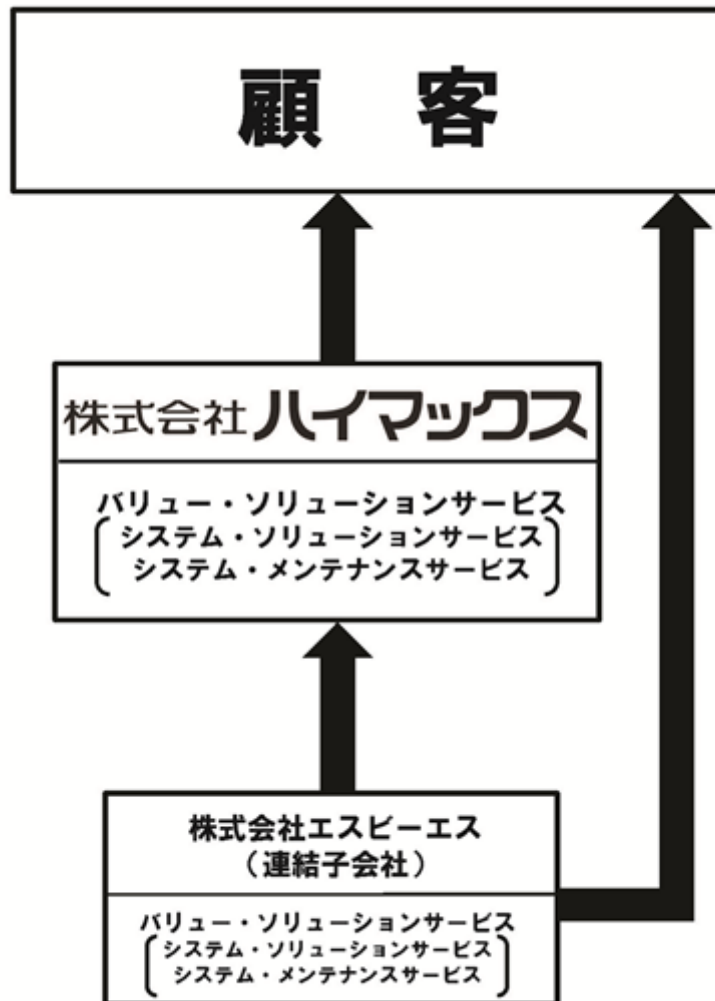 顧　客
株式会社ハイマックス
バリュー・ソリューションサービス
システム・ソリューションサービス
システム・メンテナンスサービス
株式会社エスビーエス
（連結子会社）
バリュー・ソリューションサービス
システム・ソリューションサービス
システム・メンテナンスサービス